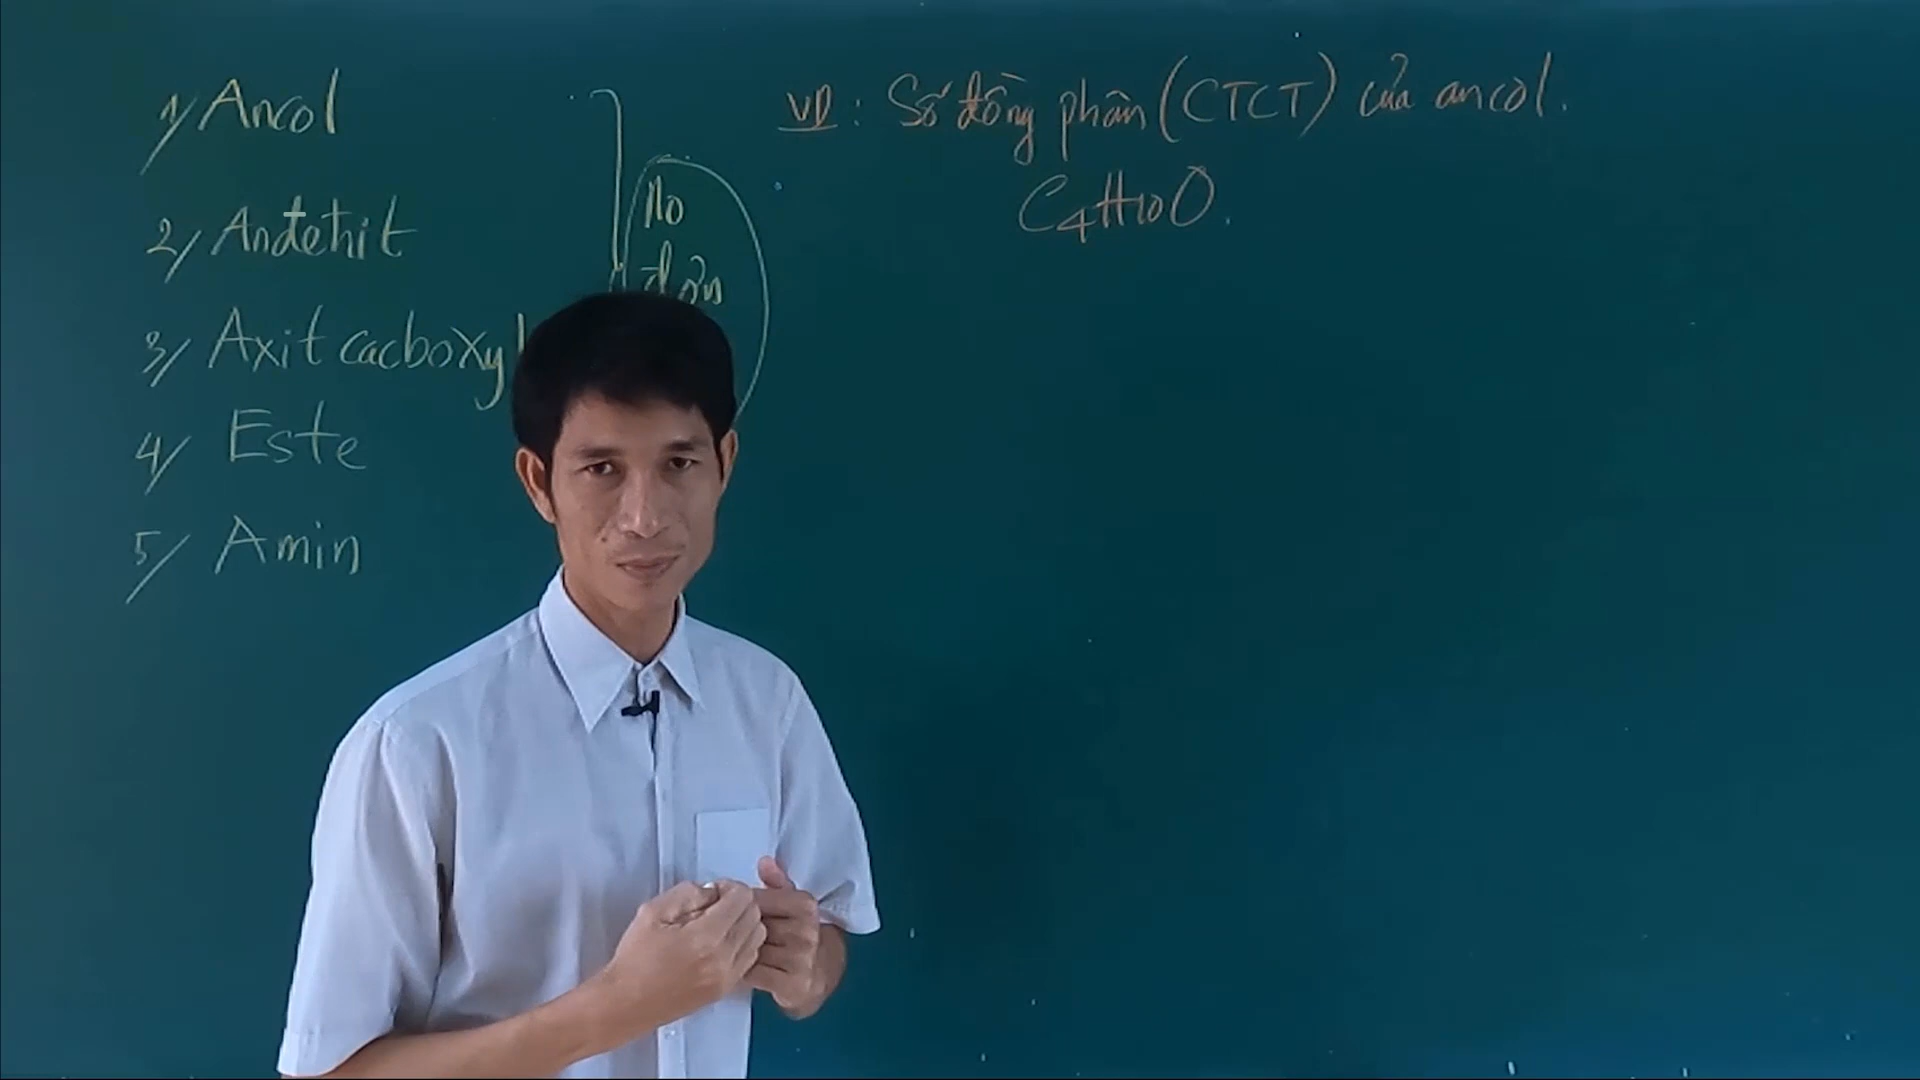 1/ Ancol
2/ Anđehit
3/ Axit cacboxyl
4/ Este
5/ Amin
no
đơn
VD: Số đồng phân (CTCT) của ancol.
C4H10O.